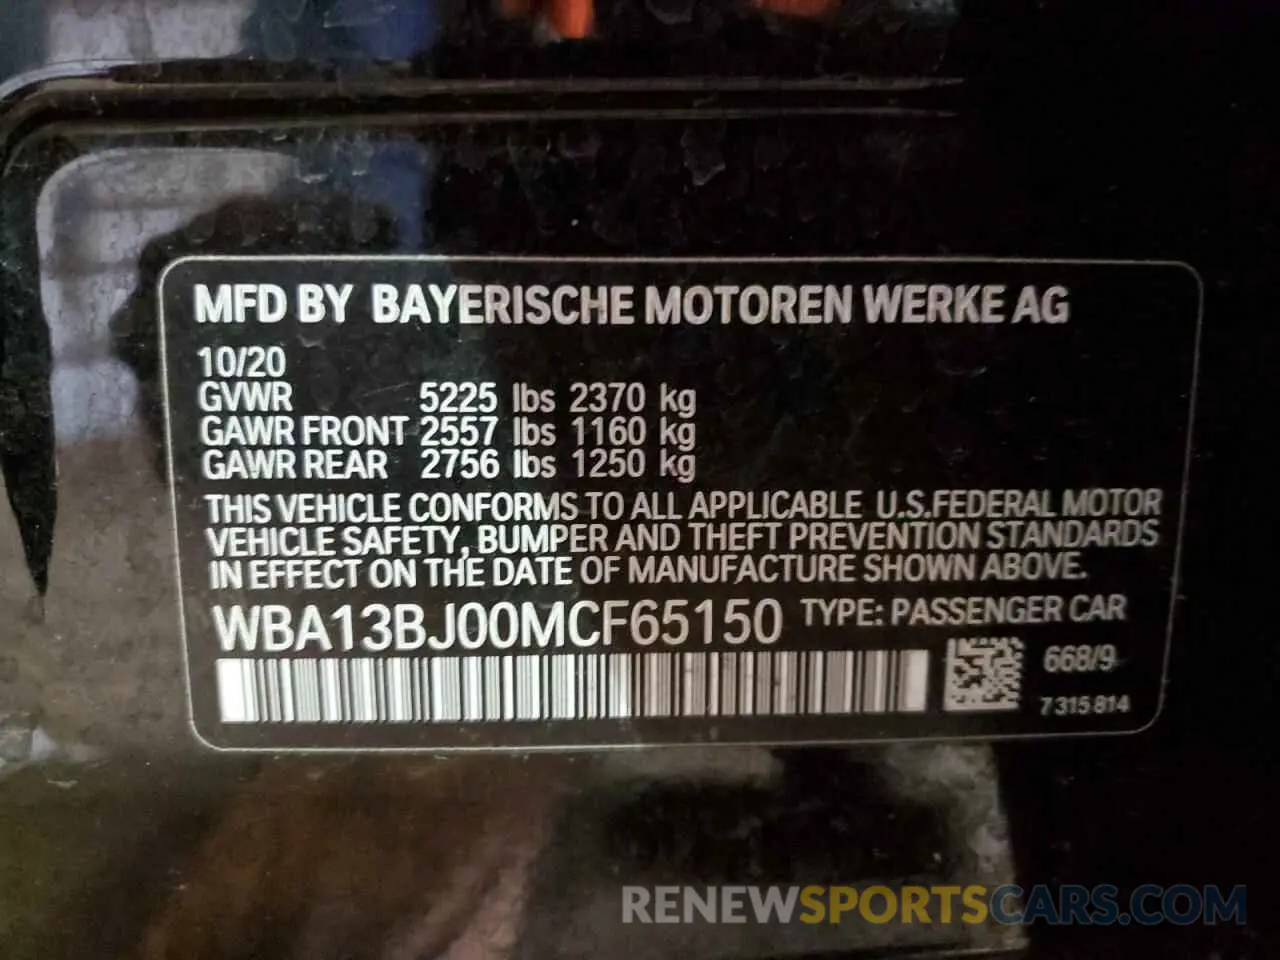 MFD BY BAYERISCHE MOTOREN WERKE AG
10/20
GVWR 5225 lbs 2370 kg
GAWR FRONT 2557 lbs 1160 kg
GAWR REAR 2756 lbs 1250 kg
THIS VEHICLE CONFORMS TO ALL APPLICABLE U.S.FEDERAL MOTOR
VEHICLE SAFETY, BUMPER AND THEFT PREVENTION STANDARDS
IN EFFECT ON THE DATE OF MANUFACTURE SHOWN ABOVE.
WBA13BJ00MCF65150 TYPE: PASSENGER CAR
668/9
7 315 814
RENEWSPORTSCARS.COM